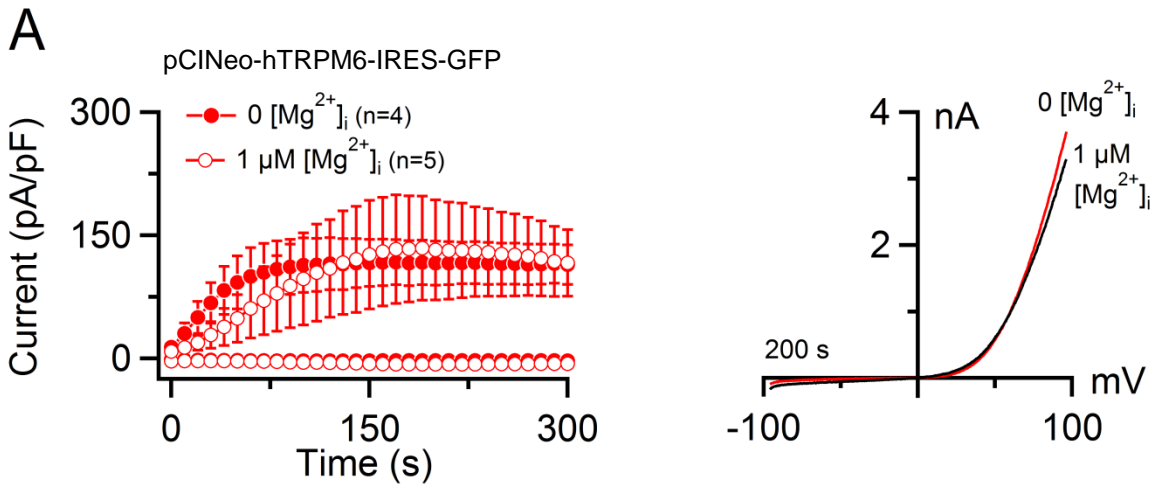 A
pCINeo-hTRPM6-IRES-GFP
Current (pA/pF)
300
150
0
0 [Mg²⁺]ᵢ (n=4)
1 µM [Mg²⁺]ᵢ (n=5)
0
150
300
Time (s)
4
nA
2
0 [Mg²⁺]ᵢ
1 µM
[Mg²⁺]ᵢ
200 s
mV
-100
0
100